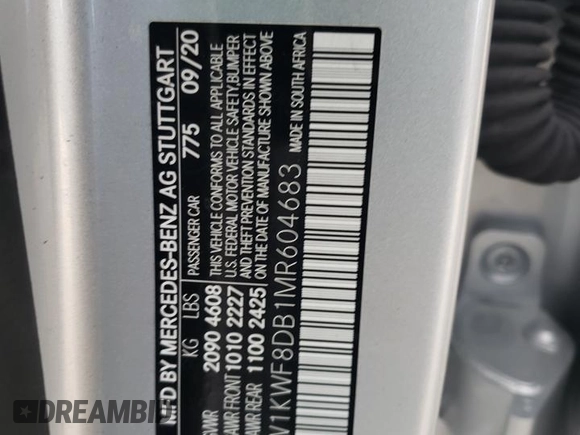 MFD BY MERCEDES-BENZ AG STUTTGART
KG LBS PASSENGER CAR 775 09/20
GVWR 2090 4608 THIS VEHICLE CONFORMS TO ALL APPLICABLE
GAWR FRONT 1010 2227 U.S. FEDERAL MOTOR VEHICLE SAFETY, BUMPER
GAWR REAR 1100 2425 AND THEFT PREVENTION STANDARDS IN EFFECT
ON THE DATE OF MANUFACTURE SHOWN ABOVE
V1KWF8DB1MR604683 MADE IN SOUTH AFRICA
DREAMBID